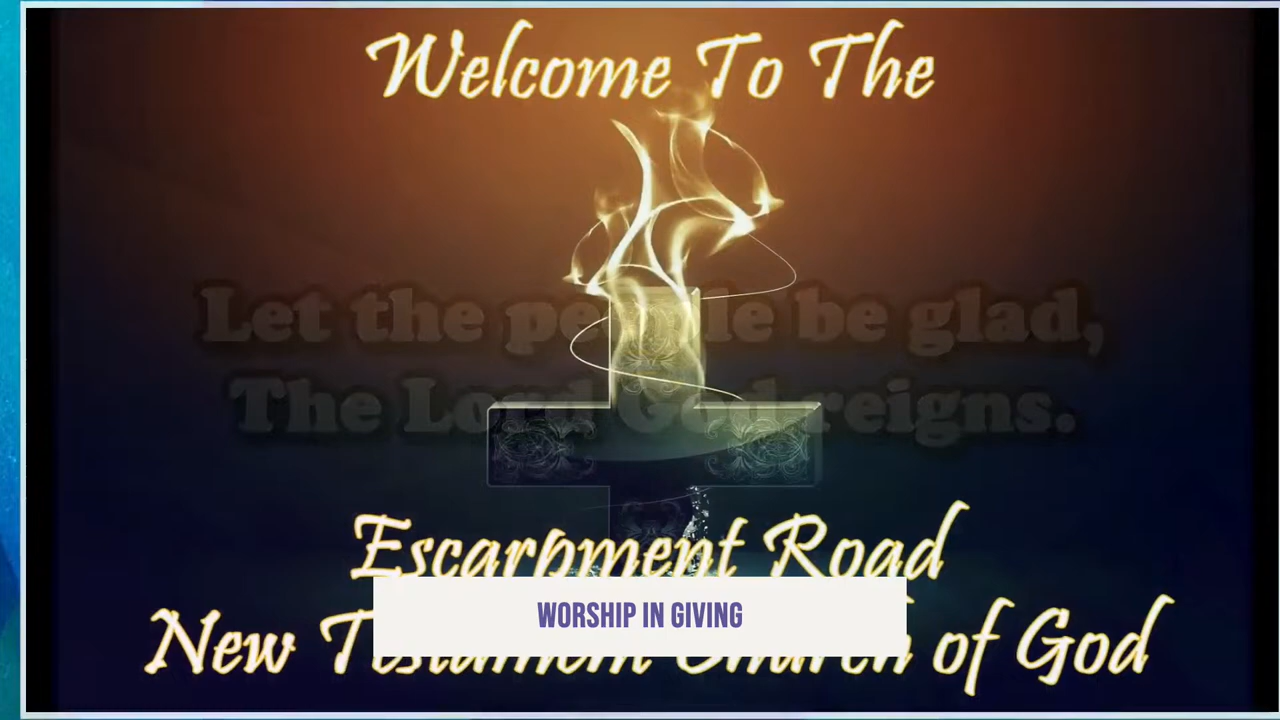 Welcome To The
Let the people be glad,
The Lord God reigns.
Escarpment Road
WORSHIP IN GIVING
New Testament Church of God